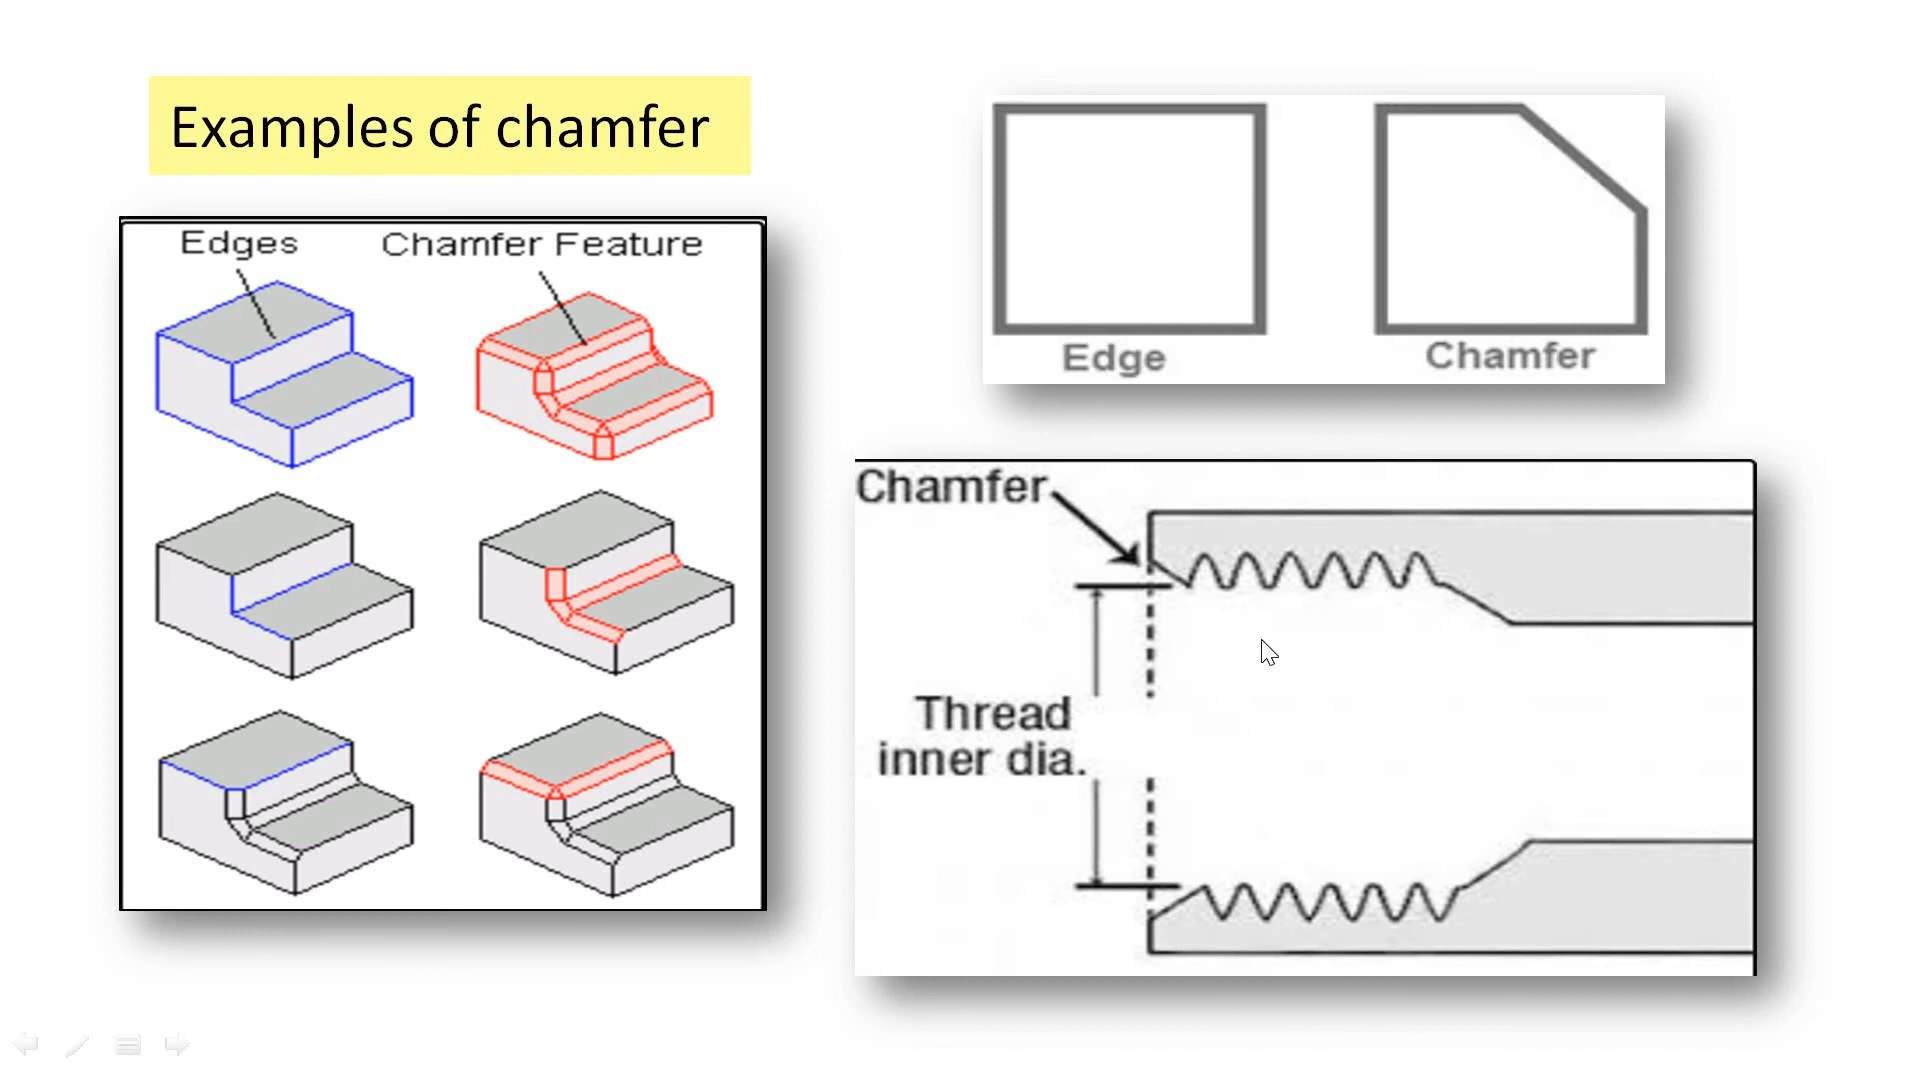 Examples of chamfer
Edges
Chamfer Feature
Edge
Chamfer
Chamfer
Thread
inner dia.